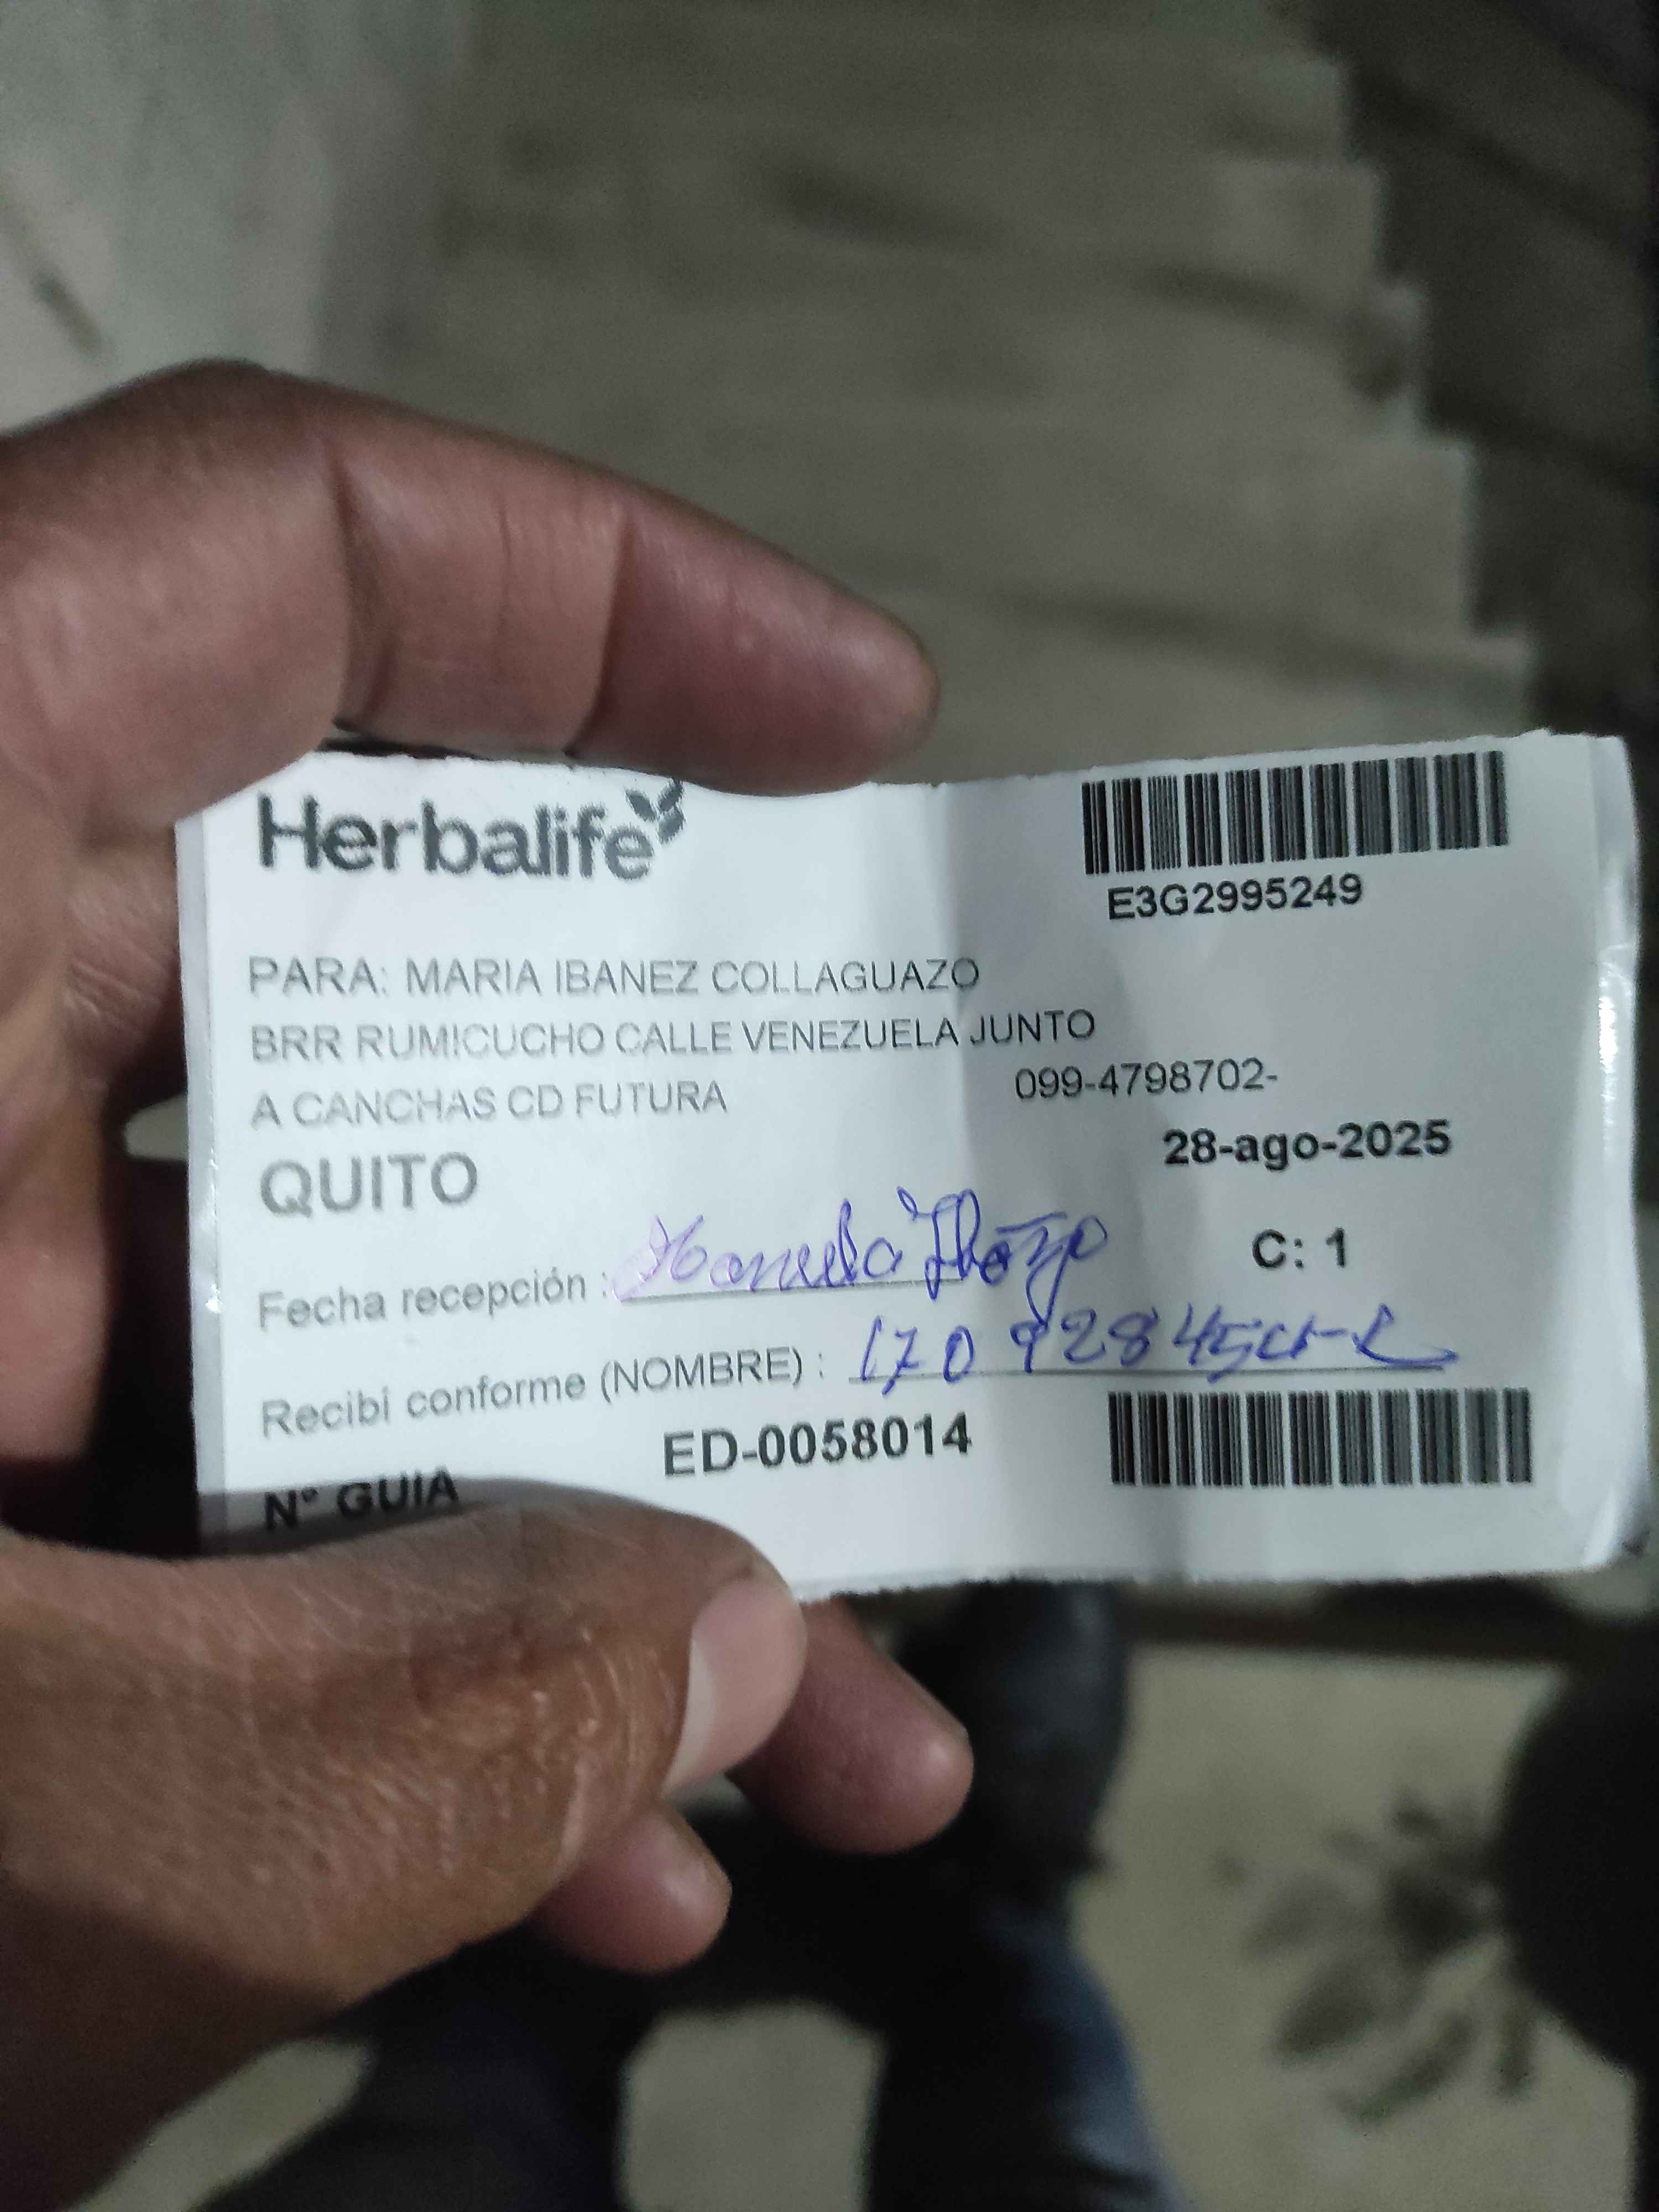 Herbalife
E3G2995249
PARA: MARIA IBANEZ COLLAGUAZO
BRR RUMICUCHO CALLE VENEZUELA JUNTO
A CANCHAS CD FUTURA
099-4798702-
28-ago-2025
QUITO
C: 1
Fecha recepción :
Recibi conforme (NOMBRE) :
N° GUIA ED-0058014